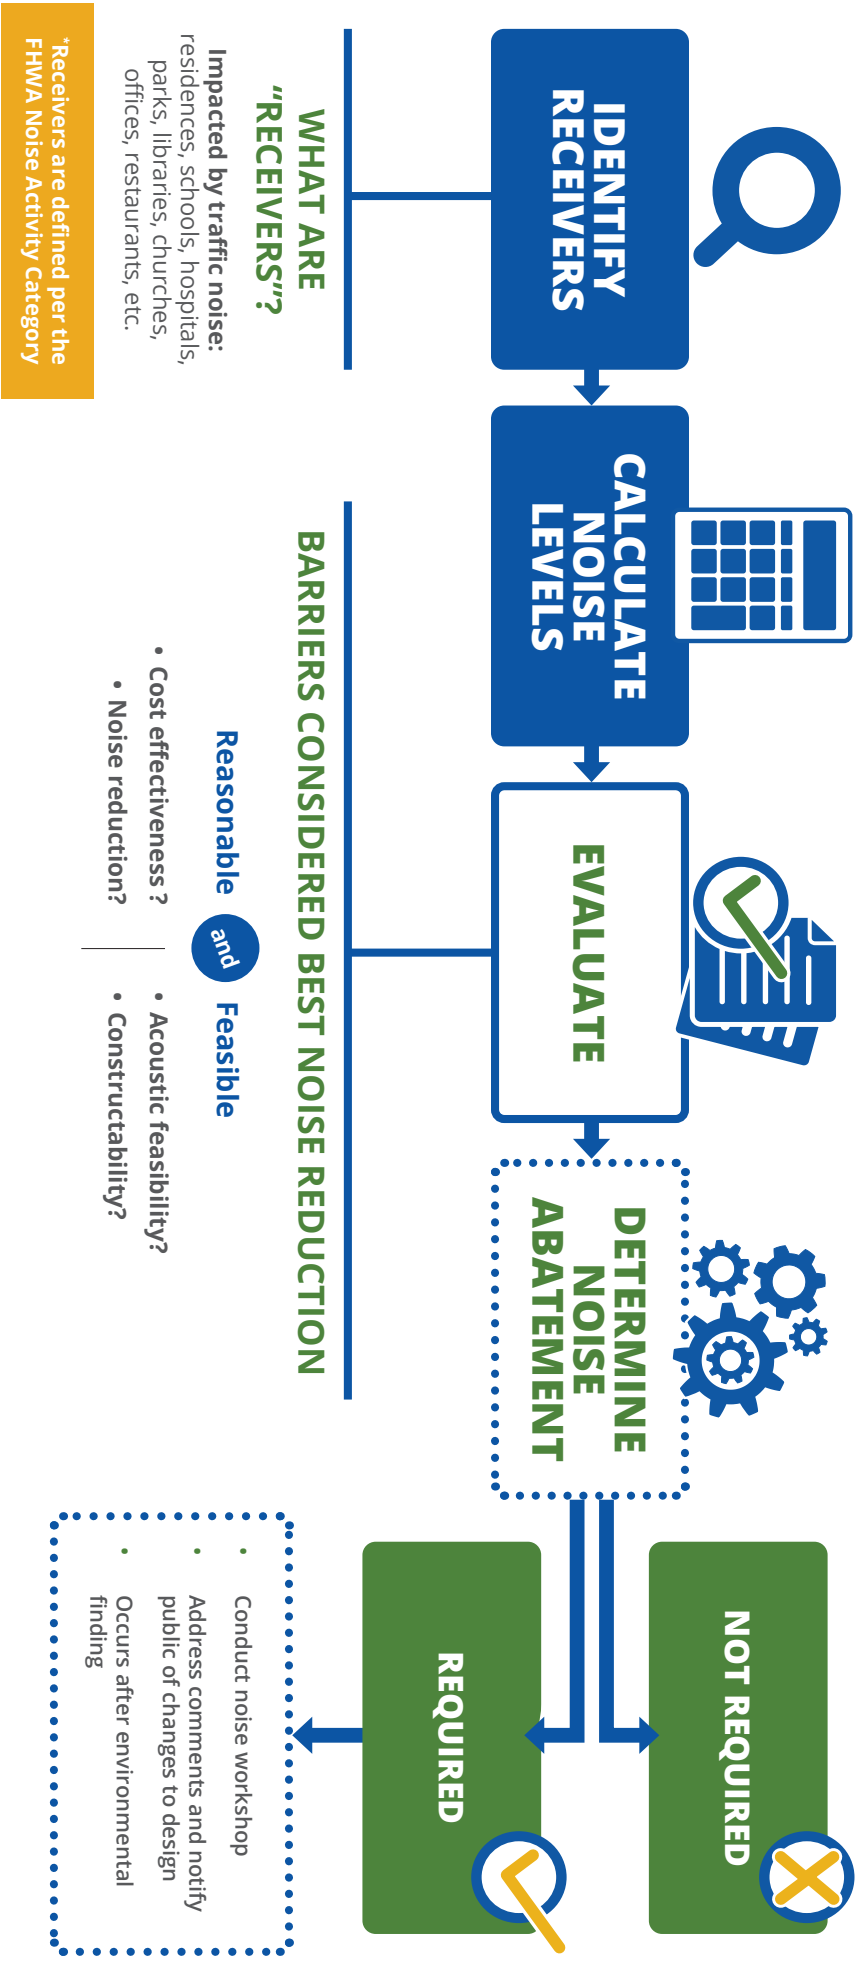 IDENTIFY
RECEIVERS
CALCULATE
NOISE
LEVELS
EVALUATE
DETERMINE
NOISE
ABATEMENT
NOT REQUIRED
REQUIRED
WHAT ARE
“RECEIVERS”?
Impacted by traffic noise:
residences, schools, hospitals,
parks, libraries, churches,
offices, restaurants, etc.
*Receivers are defined per the
FHWA Noise Activity Category
BARRIERS CONSIDERED BEST NOISE REDUCTION
Reasonable and Feasible
• Cost effectiveness ?
• Noise reduction?
• Acoustic feasibility?
• Constructability?
• Conduct noise workshop
• Address comments and notify
public of changes to design
• Occurs after environmental
finding